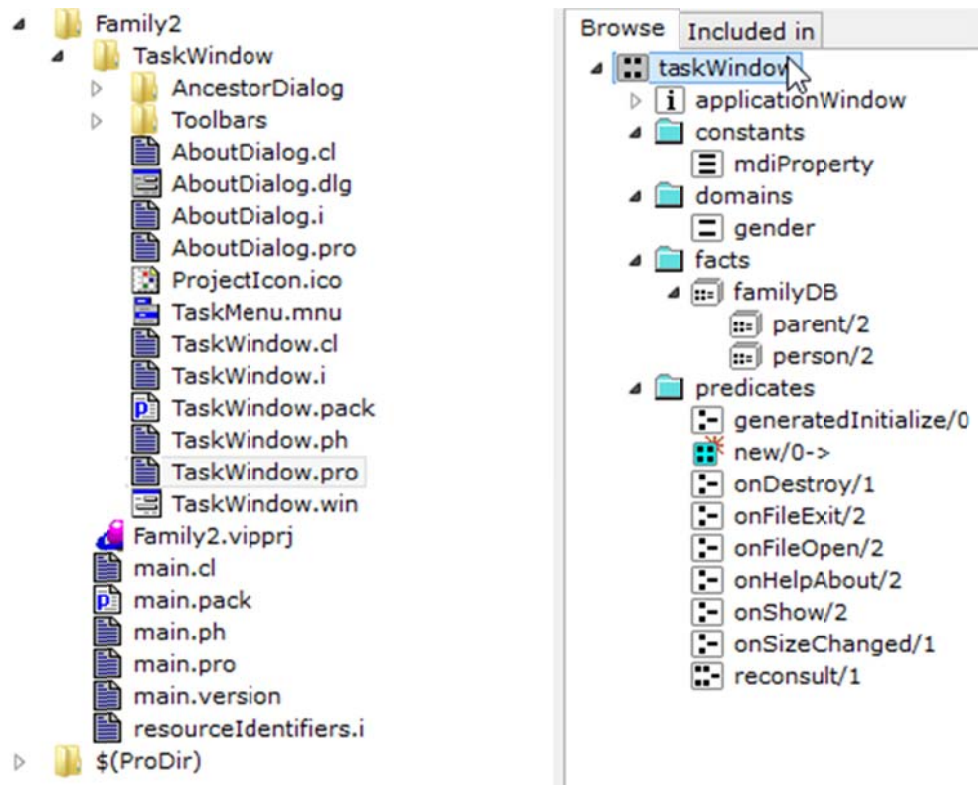 Family2
TaskWindow
AncestorDialog
Toolbars
AboutDialog.cl
AboutDialog.dlg
AboutDialog.i
AboutDialog.pro
ProjectIcon.ico
TaskMenu.mnu
TaskWindow.cl
TaskWindow.i
TaskWindow.pack
TaskWindow.ph
TaskWindow.pro
TaskWindow.win
Family2.vipprj
main.cl
main.pack
main.ph
main.pro
main.version
resourceIdentifiers.i
$(ProDir)
Browse Included in
taskWindow
applicationWindow
constants
mdiProperty
domains
gender
facts
familyDB
parent/2
person/2
predicates
generatedInitialize/0
new/0->
onDestroy/1
onFileExit/2
onFileOpen/2
onHelpAbout/2
onShow/2
onSizeChanged/1
reconsult/1